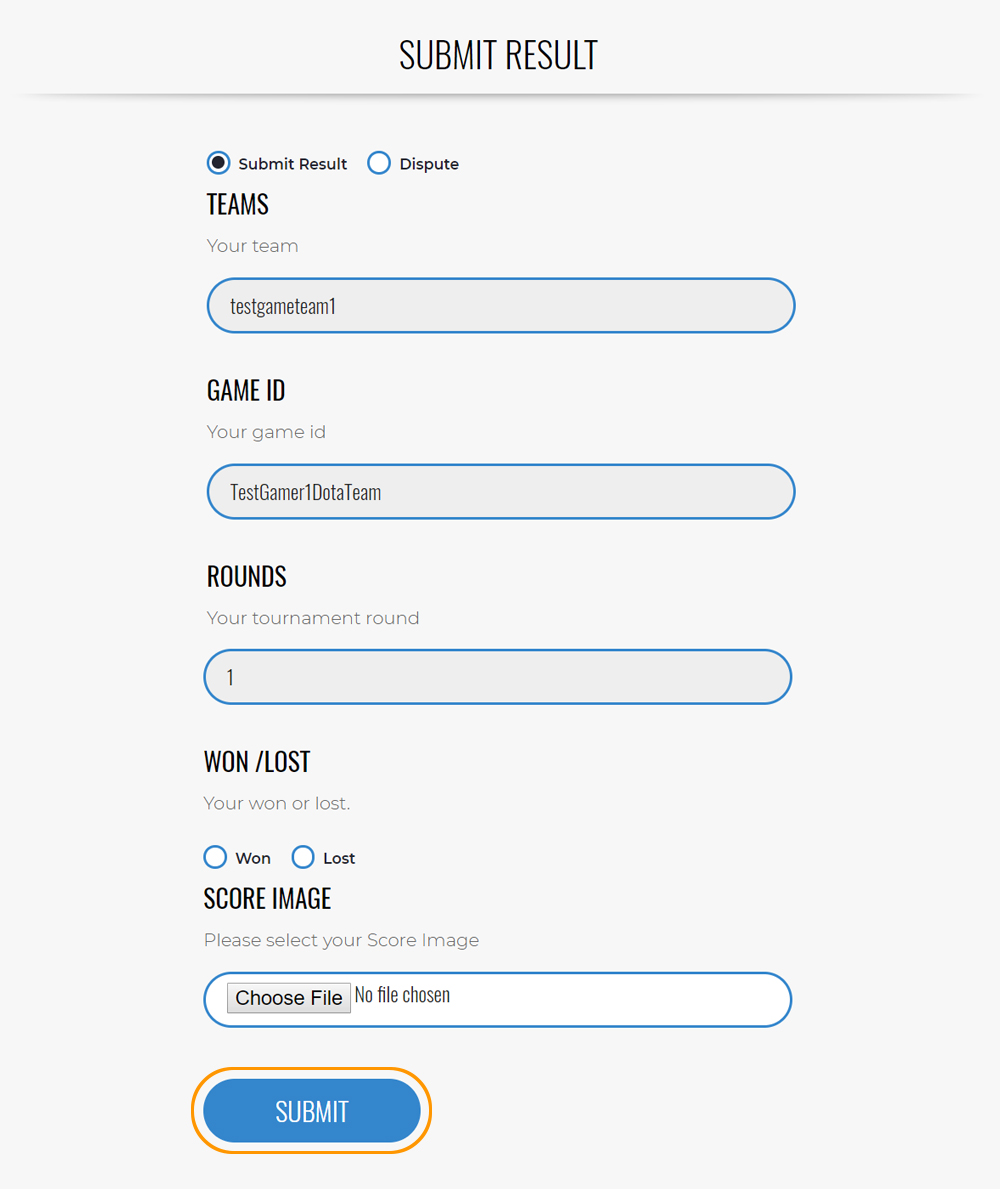 SUBMIT RESULT
Submit Result Dispute
TEAMS
Your team
testgameteam1
GAME ID
Your game id
TestGamer1DotaTeam
ROUNDS
Your tournament round
1
WON /LOST
Your won or lost.
Won Lost
SCORE IMAGE
Please select your Score Image
Choose File No file chosen
SUBMIT